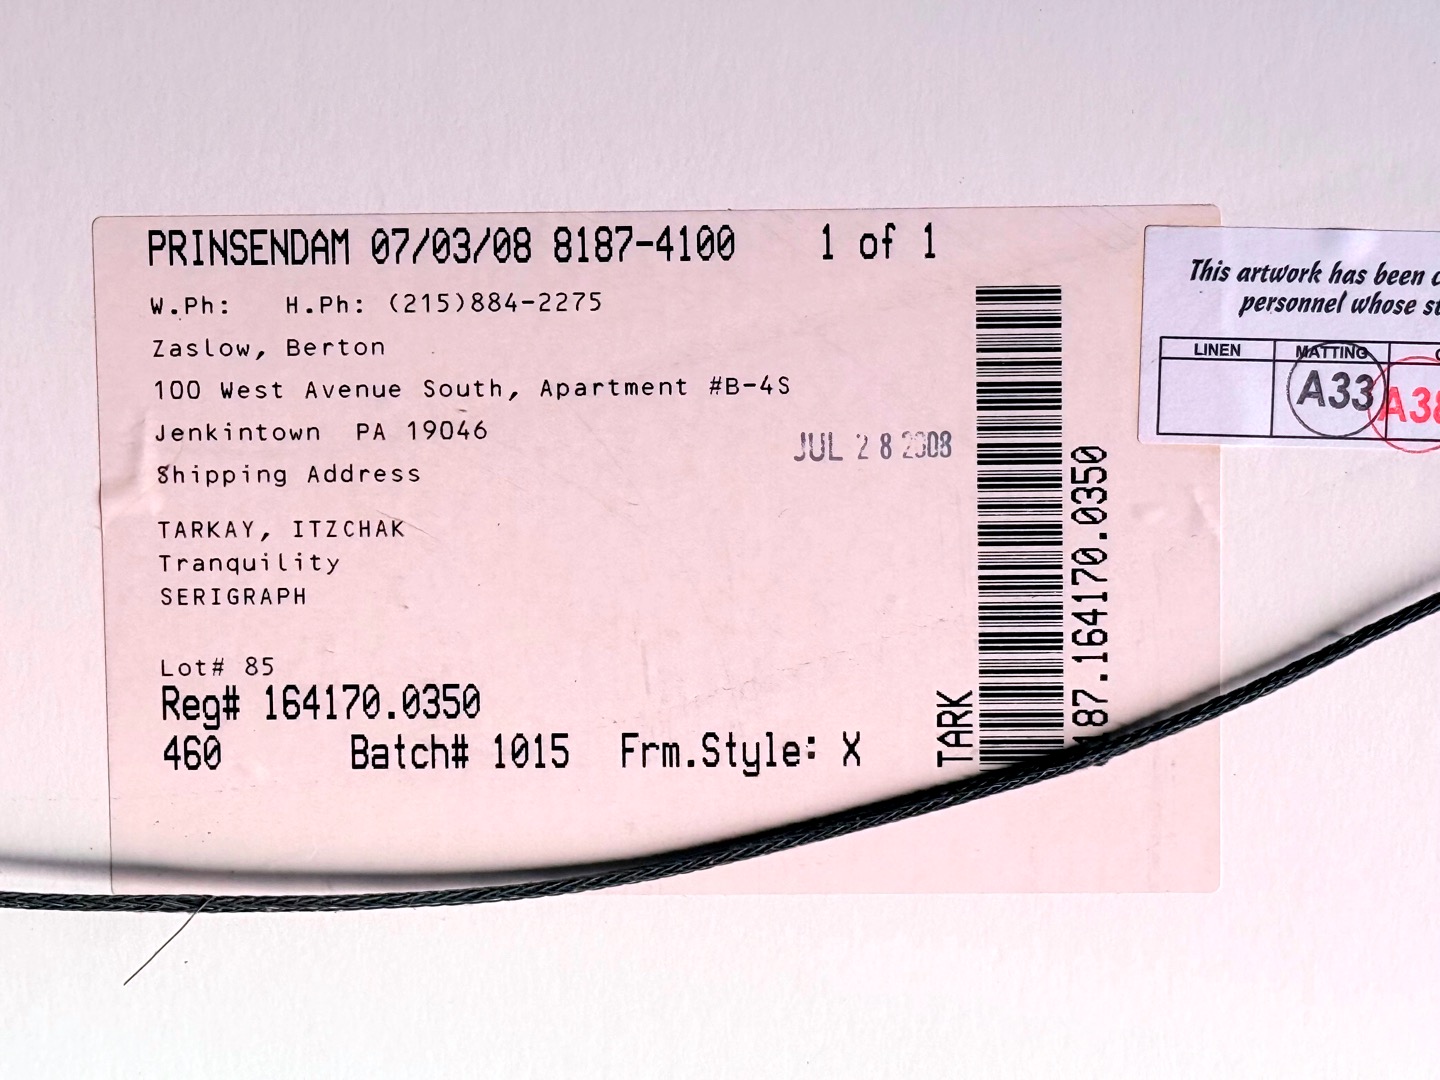 PRINSENDAM 07/03/08 8187-4100 1 of 1
W.Ph: H.Ph: (215)884-2275
Zaslow, Berton
100 West Avenue South, Apartment #B-4S
Jenkintown PA 19046
Shipping Address
JUL 28 2008
TARKAY, ITZCHAK
Tranquility
SERIGRAPH
Lot# 85
Reg# 164170.0350
460 Batch# 1015 Frm.Style: X
TARK
187.164170.0350
This artwork has been
personnel whose
LINEN MATTING
A33